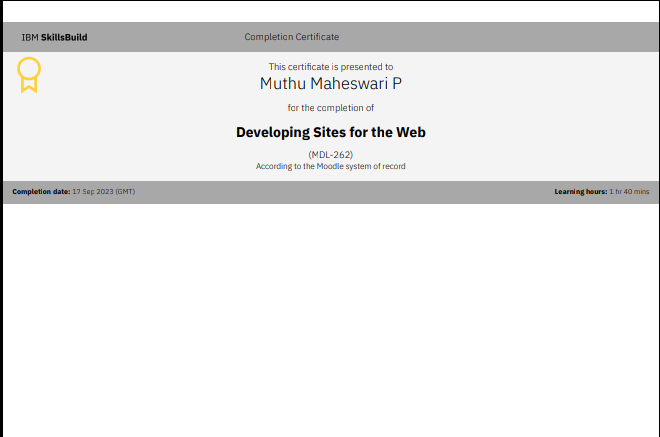 IBM SkillsBuild
Completion Certificate
This certificate is presented to
Muthu Maheswari P
for the completion of
Developing Sites for the Web
(MDL-262)
According to the Moodle system of record
Completion date: 17 Sep 2023 (GMT)
Learning hours: 1 hr 40 mins